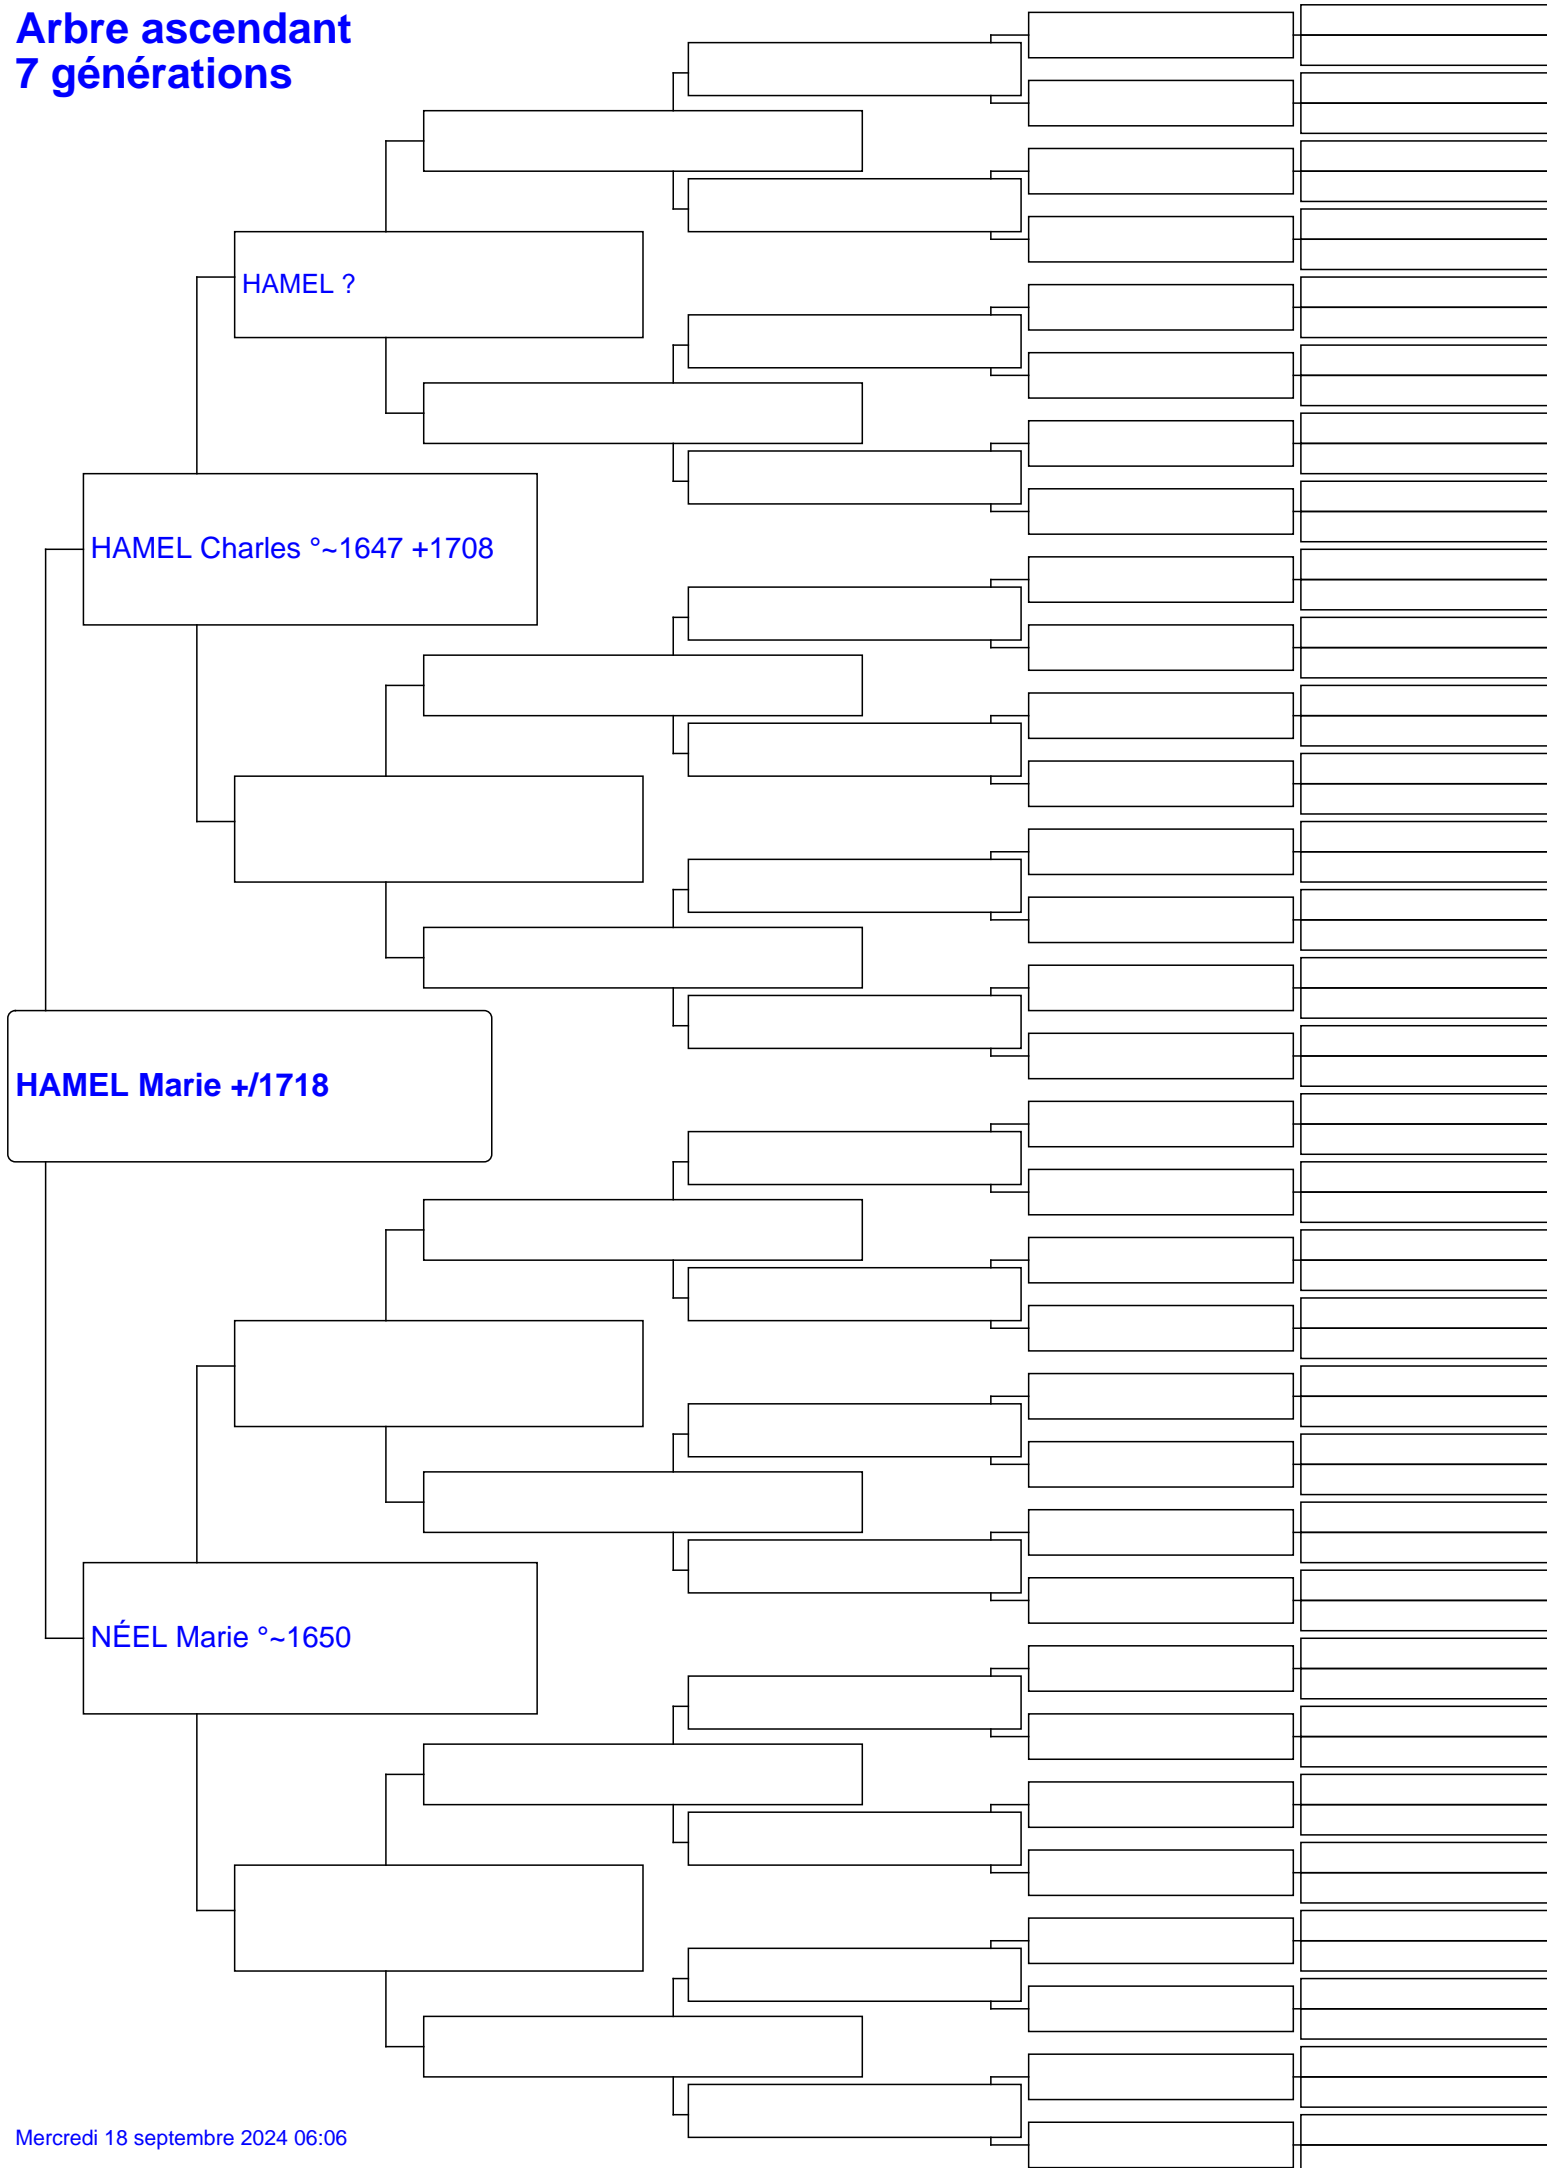 Arbre ascendant
7 générations
HAMEL ?
HAMEL Charles °~1647 +1708
HAMEL Marie +/1718
NÉEL Marie °~1650
Mercredi 18 septembre 2024 06:06